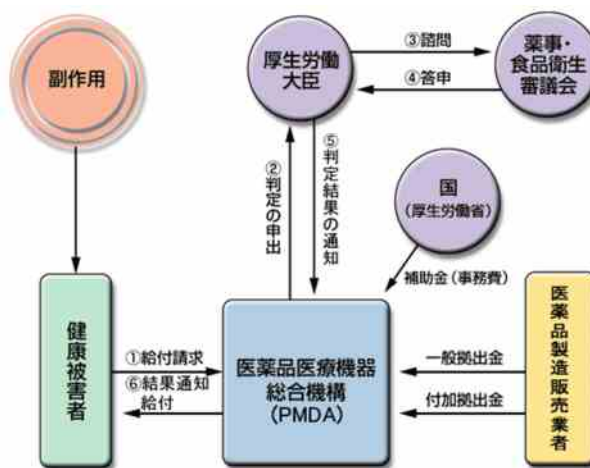 副作用
厚生労働
大臣
③諮問
④答申
薬事・
食品衛生
審議会
②判定の申出
⑤判定結果の通知
国
(厚生労働省)
補助金(事務費)
健康被害者
①給付請求
⑥結果通知
給付
医薬品医療機器
総合機構
(PMDA)
一般拠出金
付加拠出金
医薬品製造販売業者